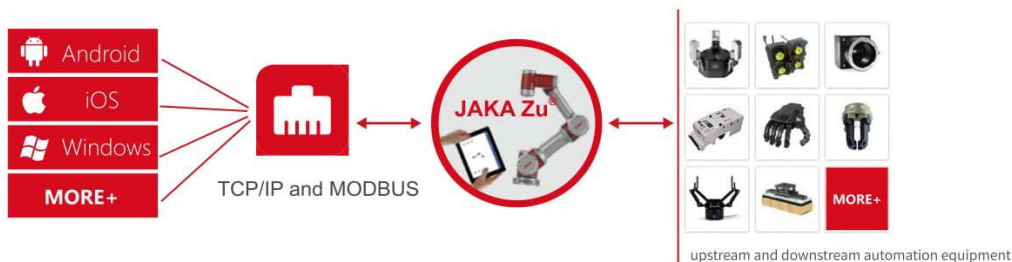 Android
iOS
Windows
MORE+
TCP/IP and MODBUS
JAKA Zu®
MORE+
upstream and downstream automation equipment